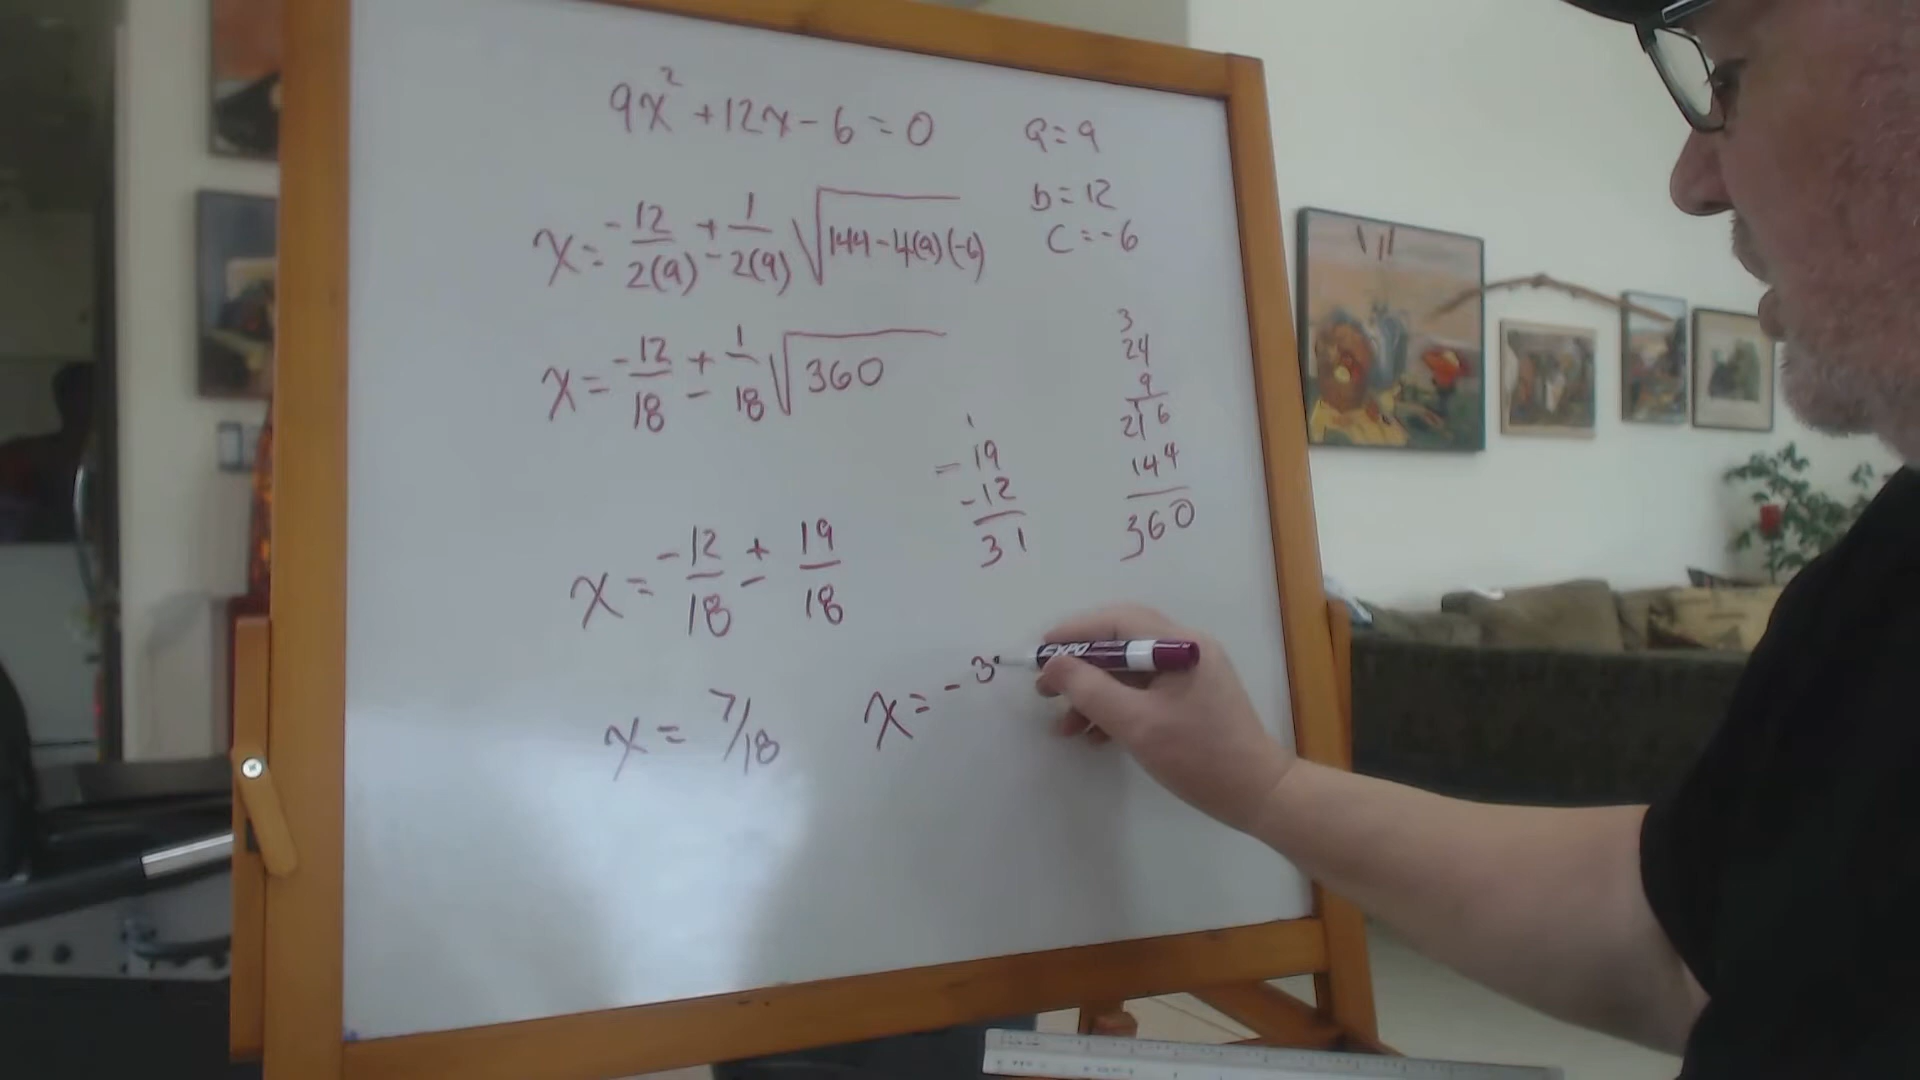 9x² + 12x - 6 = 0
a = 9
b = 12
c = -6
x = -12/2(9) ± 1/2(9) √144 - 4(9)(-6)
x = -12/18 ± 1/18 √360
3
24
9
216
144
360
1
- 19
- 12
31
x = -12/18 ± 19/18
x = 7/18
x = - 3
EXPO